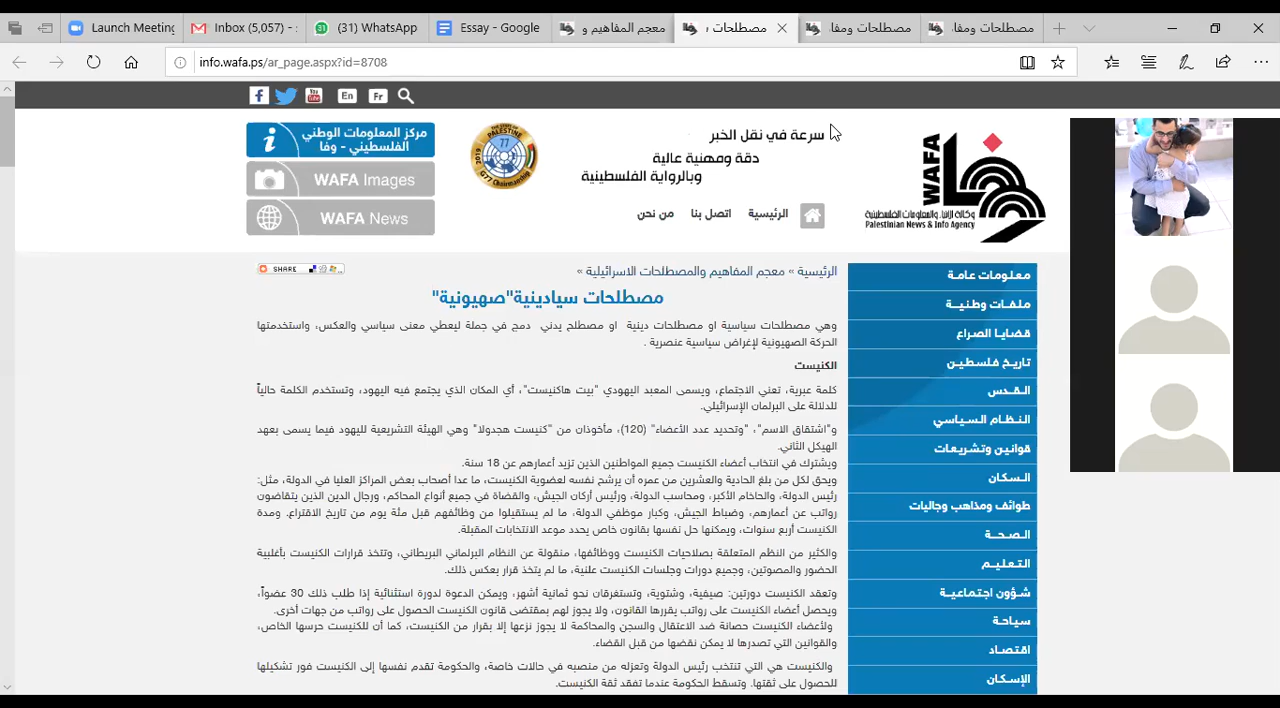 Launch Meeting
Inbox (5,057) -
(31) WhatsApp
Essay - Google
معجم المفاهيم و
مصطلحات
مصطلحات ومفا
مصطلحات ومفا
info.wafa.ps/ar_page.aspx?id=8708
En
Fr
مركز المعلومات الوطني
الفلسطيني - وفا
WAFA Images
WAFA News
سرعة في نقل الخبر
دقة ومهنية عالية
وبالرواية الفلسطينية
الرئيسية
اتصل بنا
من نحن
WAFA
وكالة الأنباء والمعلومات الفلسطينية
Palestinian News & Info Agency
SHARE
الرئيسية » معجم المفاهيم والمصطلحات الاسرائيلية »
مصطلحات سيادينية"صهيونية"
وهي مصطلحات سياسية او مصطلحات دينية او مصطلح يدني دمج في جملة ليعطي معنى سياسي والعكس، واستخدمتها
الحركة الصهيونية لإغراض سياسية عنصرية .
الكنيست
كلمة عبرية، تعني الاجتماع، ويسمى المعبد اليهودي "بيت هاكنيست"، أي المكان الذي يجتمع فيه اليهود، وتستخدم الكلمة حالياً
للدلالة على البرلمان الإسرائيلي.
و"اشتقاق الاسم"، "وتحديد عدد الأعضاء" (120)، مأخوذان من "كنيست هجدولا" وهي الهيئة التشريعية لليهود فيما يسمى بعهد
الهيكل الثاني.
ويشترك في انتخاب أعضاء الكنيست جميع المواطنين الذين تزيد أعمارهم عن 18 سنة.
ويحق لكل من بلغ الحادية والعشرين من عمره أن يرشح نفسه لعضوية الكنيست، ما عدا أصحاب بعض المراكز العليا في الدولة، مثل:
رئيس الدولة، والحاخام الأكبر، ومحاسب الدولة، ورئيس أركان الجيش، والقضاة في جميع أنواع المحاكم، ورجال الدين الذين يتقاضون
رواتب عن أعمارهم، وضباط الجيش، وكبار موظفي الدولة، ما لم يستقيلوا من وظائفهم قبل مئة يوم من تاريخ الاقتراع. ومدة
الكنيست أربع سنوات، ويمكنها حل نفسها بقانون خاص يحدد موعد الانتخابات المقبلة.
والكثير من النظم المتعلقة بصلاحيات الكنيست ووظائفها، منقولة عن النظام البرلماني البريطاني، وتتخذ قرارات الكنيست بأغلبية
الحضور والمصوتين، وجميع دورات وجلسات الكنيست علنية، ما لم يتخذ قرار بعكس ذلك.
وتعقد الكنيست دورتين: صيفية، وشتوية، وتستغرقان نحو ثمانية أشهر، ويمكن الدعوة لدورة استثنائية إذا طلب ذلك 30 عضواً،
ويحصل أعضاء الكنيست على رواتب يقررها القانون، ولا يجوز لهم بمقتضى قانون الكنيست الحصول على رواتب من جهات أخرى.
ولأعضاء الكنيست حصانة ضد الاعتقال والسجن والمحاكمة لا يجوز نزعها إلا بقرار من الكنيست، كما أن للكنيست حرسها الخاص،
والقوانين التي تصدرها لا يمكن نقضها من قبل القضاء.
والكنيست هي التي تنتخب رئيس الدولة وتعزله من منصبه في حالات خاصة، والحكومة تقدم نفسها إلى الكنيست فور تشكيلها
للحصول على ثقتها. وتسقط الحكومة عندما تفقد ثقة الكنيست.
معلومات عامة
ملفات وطنية
قضايا الصراع
تاريخ فلسطين
القدس
النظام السياسي
قوانين وتشريعات
السكان
طوائف ومذاهب وجاليات
الصحة
التعليم
شؤون اجتماعية
سياحة
اقتصاد
الإسكان